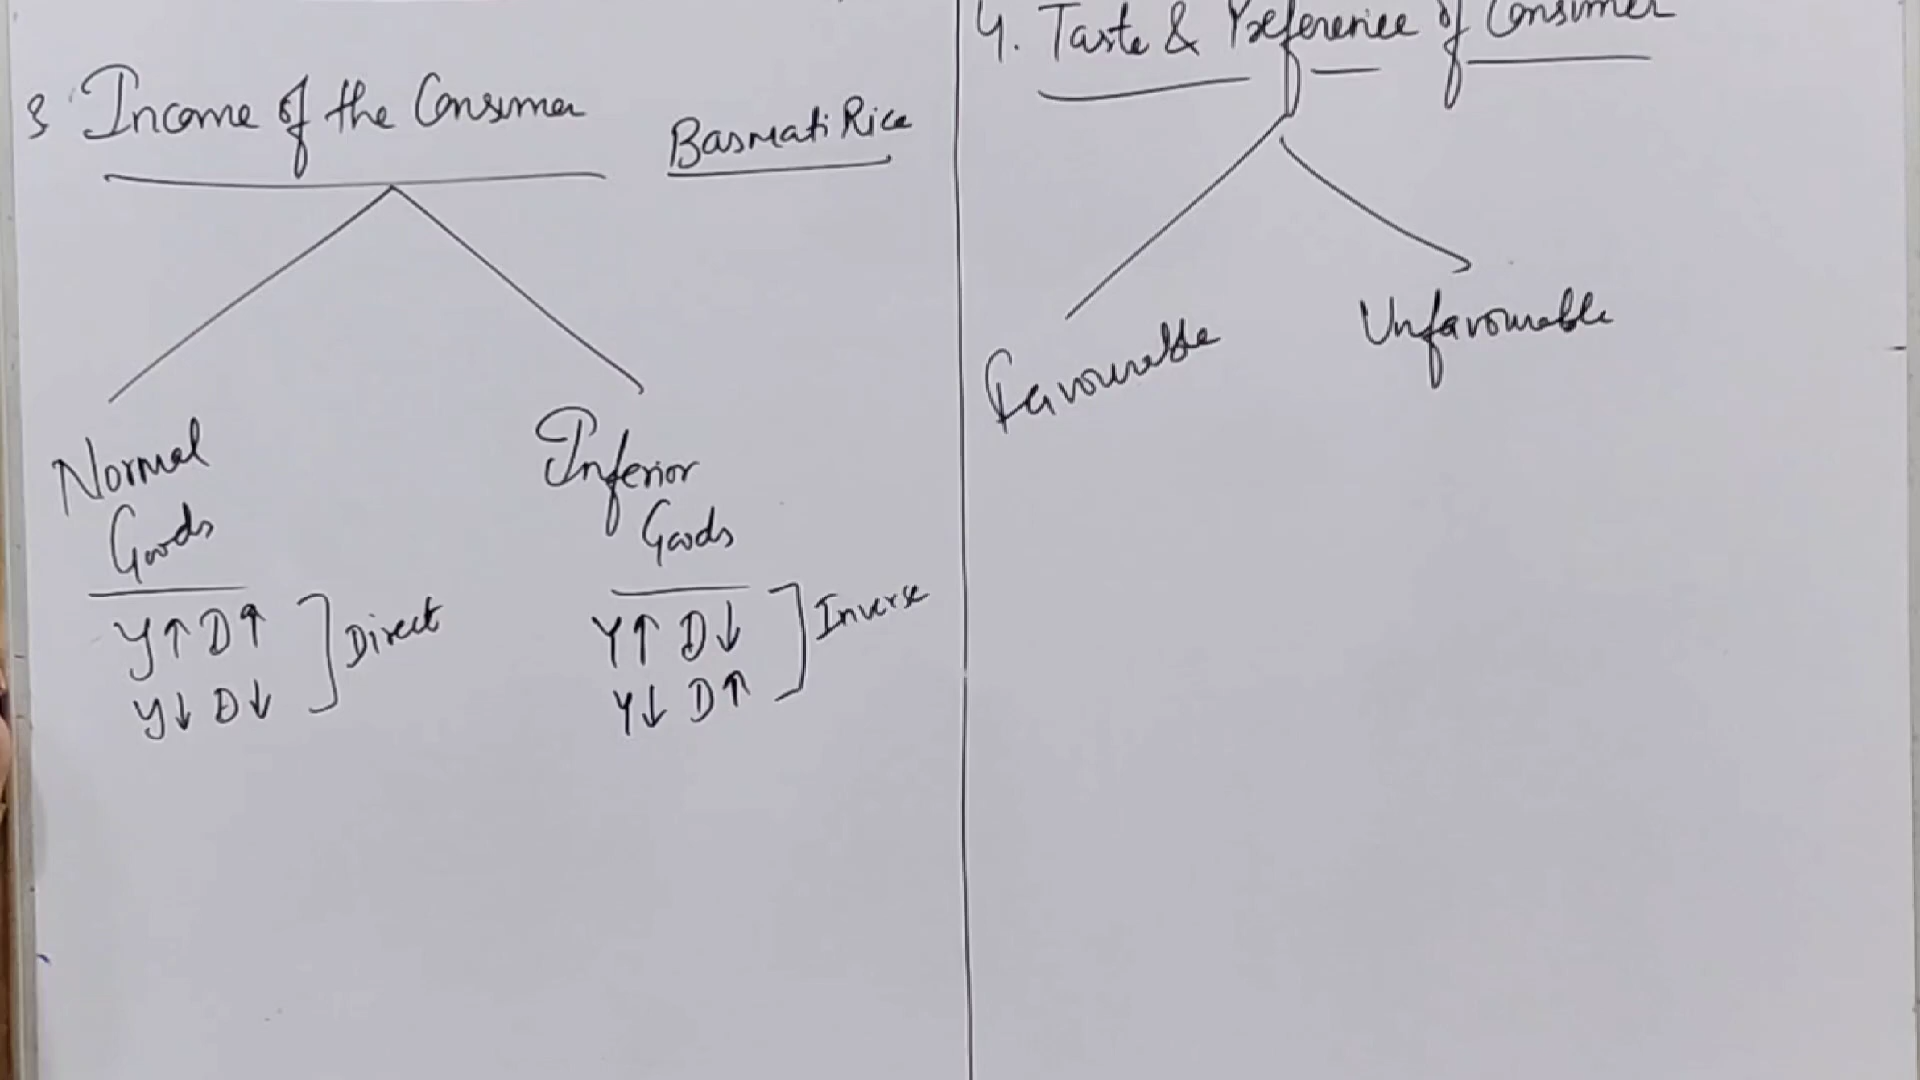 3 Income of the Consumer
Basmati Rice
Normal
Goods
Y↑ D↑
Y↓ D↓
Direct
Inferior
Goods
Y↑ D↓
Y↓ D↑
Inverse
4. Taste & Preference of Consumer
Favourable
Unfavourable